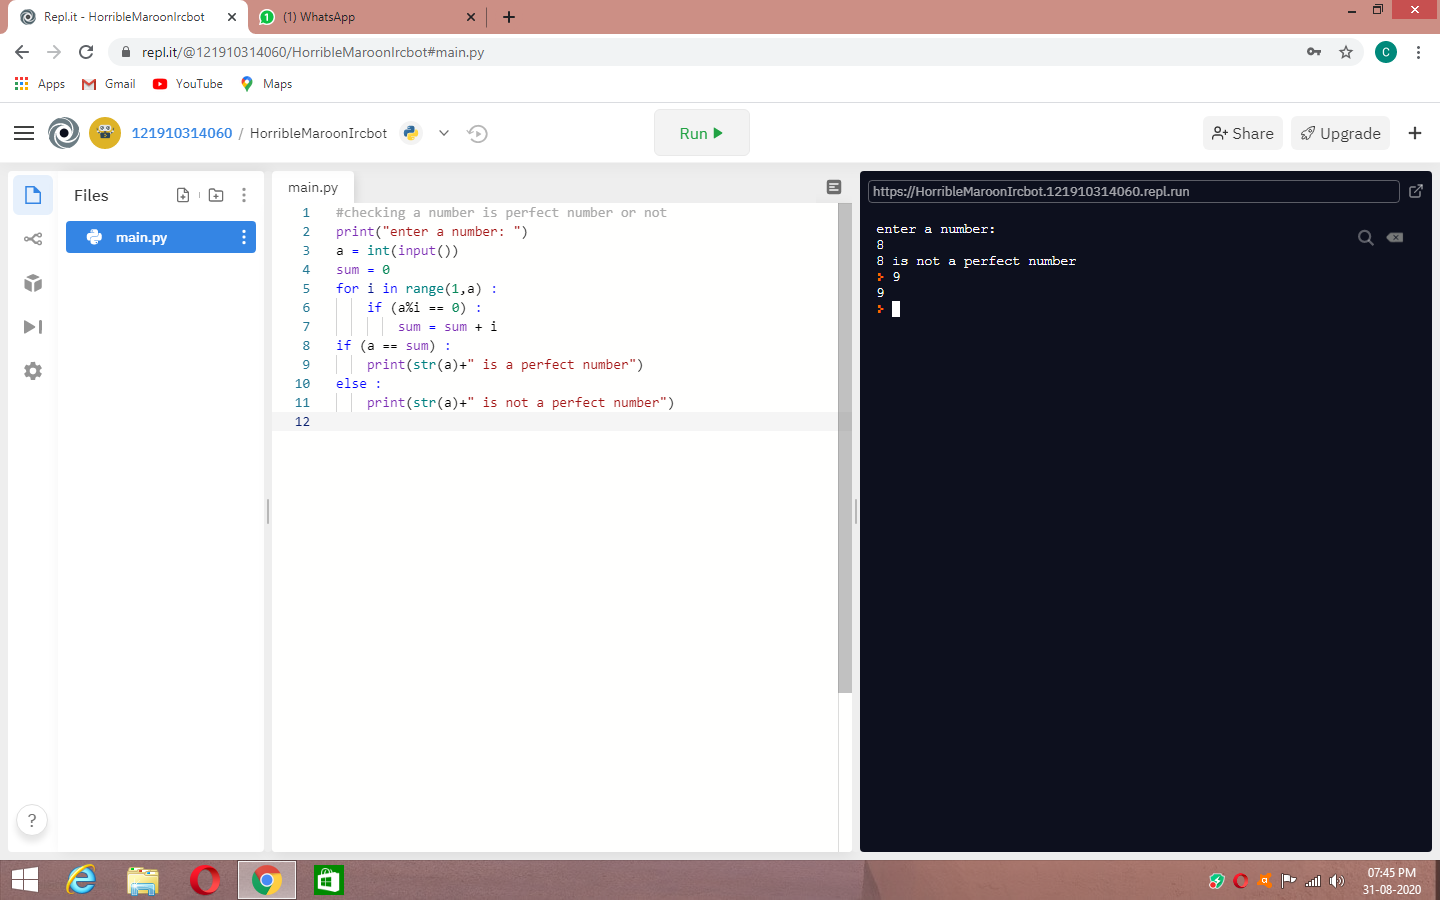 Repl.it - HorribleMaroonIrcbot
(1) WhatsApp
repl.it/@121910314060/HorribleMaroonIrcbot#main.py
C
Apps
Gmail
YouTube
Maps
121910314060 / HorribleMaroonIrcbot
Run
Share
Upgrade
Files
main.py
main.py
1 #checking a number is perfect number or not
2 print("enter a number: ")
3 a = int(input())
4 sum = 0
5 for i in range(1,a) :
6 if (a%i == 0) :
7 sum = sum + i
8 if (a == sum) :
9 print(str(a)+" is a perfect number")
10 else :
11 print(str(a)+" is not a perfect number")
12
https://HorribleMaroonIrcbot.121910314060.repl.run
enter a number:
8
8 is not a perfect number
9
9
?
07:45 PM
31-08-2020